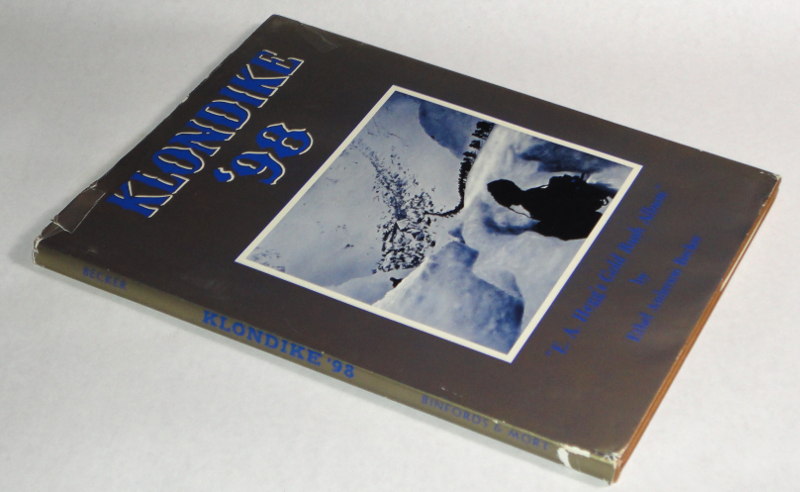 KLONDIKE
'98
"E. A. Hegg's Gold Rush Album"
by
Ethel Anderson Becker
BECKER
KLONDIKE '98
BINFORDS & MORT